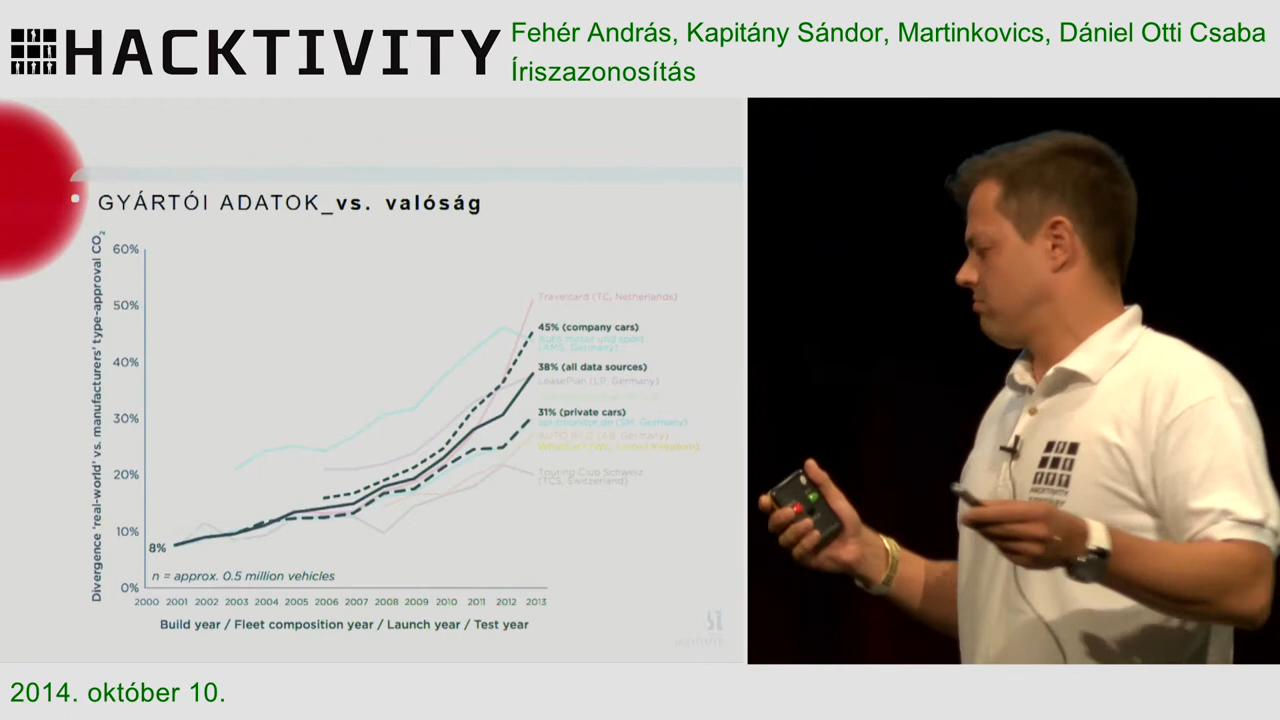 HACKTIVITY
Fehér András, Kapitány Sándor, Martinkovics, Dániel Otti Csaba
Íriszazonosítás
GYÁRTÓI ADATOK_vs. valóság
Divergence 'real-world' vs. manufacturers' type-approval CO2
60%
50%
40%
30%
20%
10%
0%
8%
Travelcard (TC, Netherlands)
45% (company cars)
Auto motor und sport
(AMS, Germany)
38% (all data sources)
LeasePlan (LP, Germany)
31% (private cars)
spritmonitor.de (SM, Germany)
AUTO BILD (AB, Germany)
Touring Club Schweiz
(TCS, Switzerland)
n = approx. 0.5 million vehicles
2000 2001 2002 2003 2004 2005 2006 2007 2008 2009 2010 2011 2012 2013
Build year / Fleet composition year / Launch year / Test year
HACKTIVITY
2014. október 10.